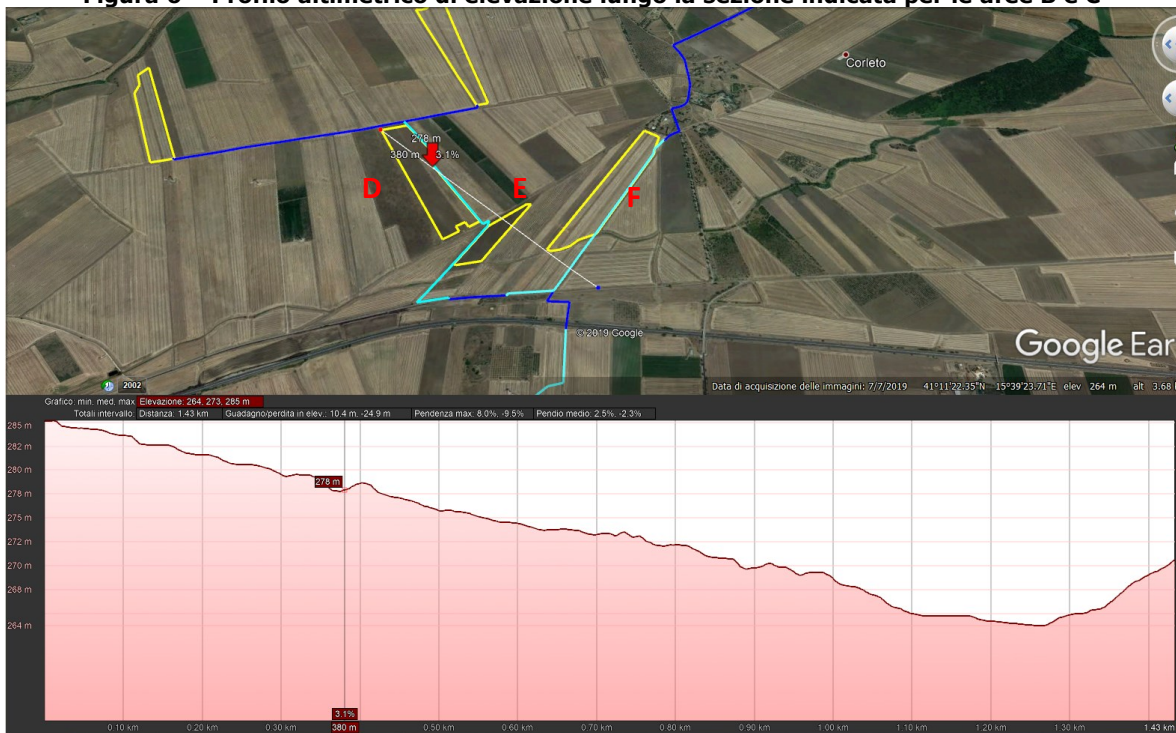 Figura 6 – Profilo altimetrico di elevazione lungo la sezione indicata per le aree B e C
Corleto
278 m
380 m 3.1%
D
E
F
© 2019 Google
Google Ear
2002
Data di acquisizione delle immagini: 7/7/2019 41°11'22.35"N 15°39'23.71"E elev 264 m alt 3.68
Grafico: min, med, max Elevazione: 264, 273, 285 m
Totali intervallo: Distanza: 1.43 km Guadagno/perdita in elev.: 10.4 m, -24.9 m Pendenza max: 8.0%, -9.5% Pendio medio: 2.5%, -2.3%
285 m
282 m
280 m
278 m
278 m
275 m
272 m
270 m
268 m
264 m
3.1%
0.10 km 0.20 km 0.30 km 380 m 0.50 km 0.60 km 0.70 km 0.80 km 0.90 km 1.00 km 1.10 km 1.20 km 1.30 km 1.43 km